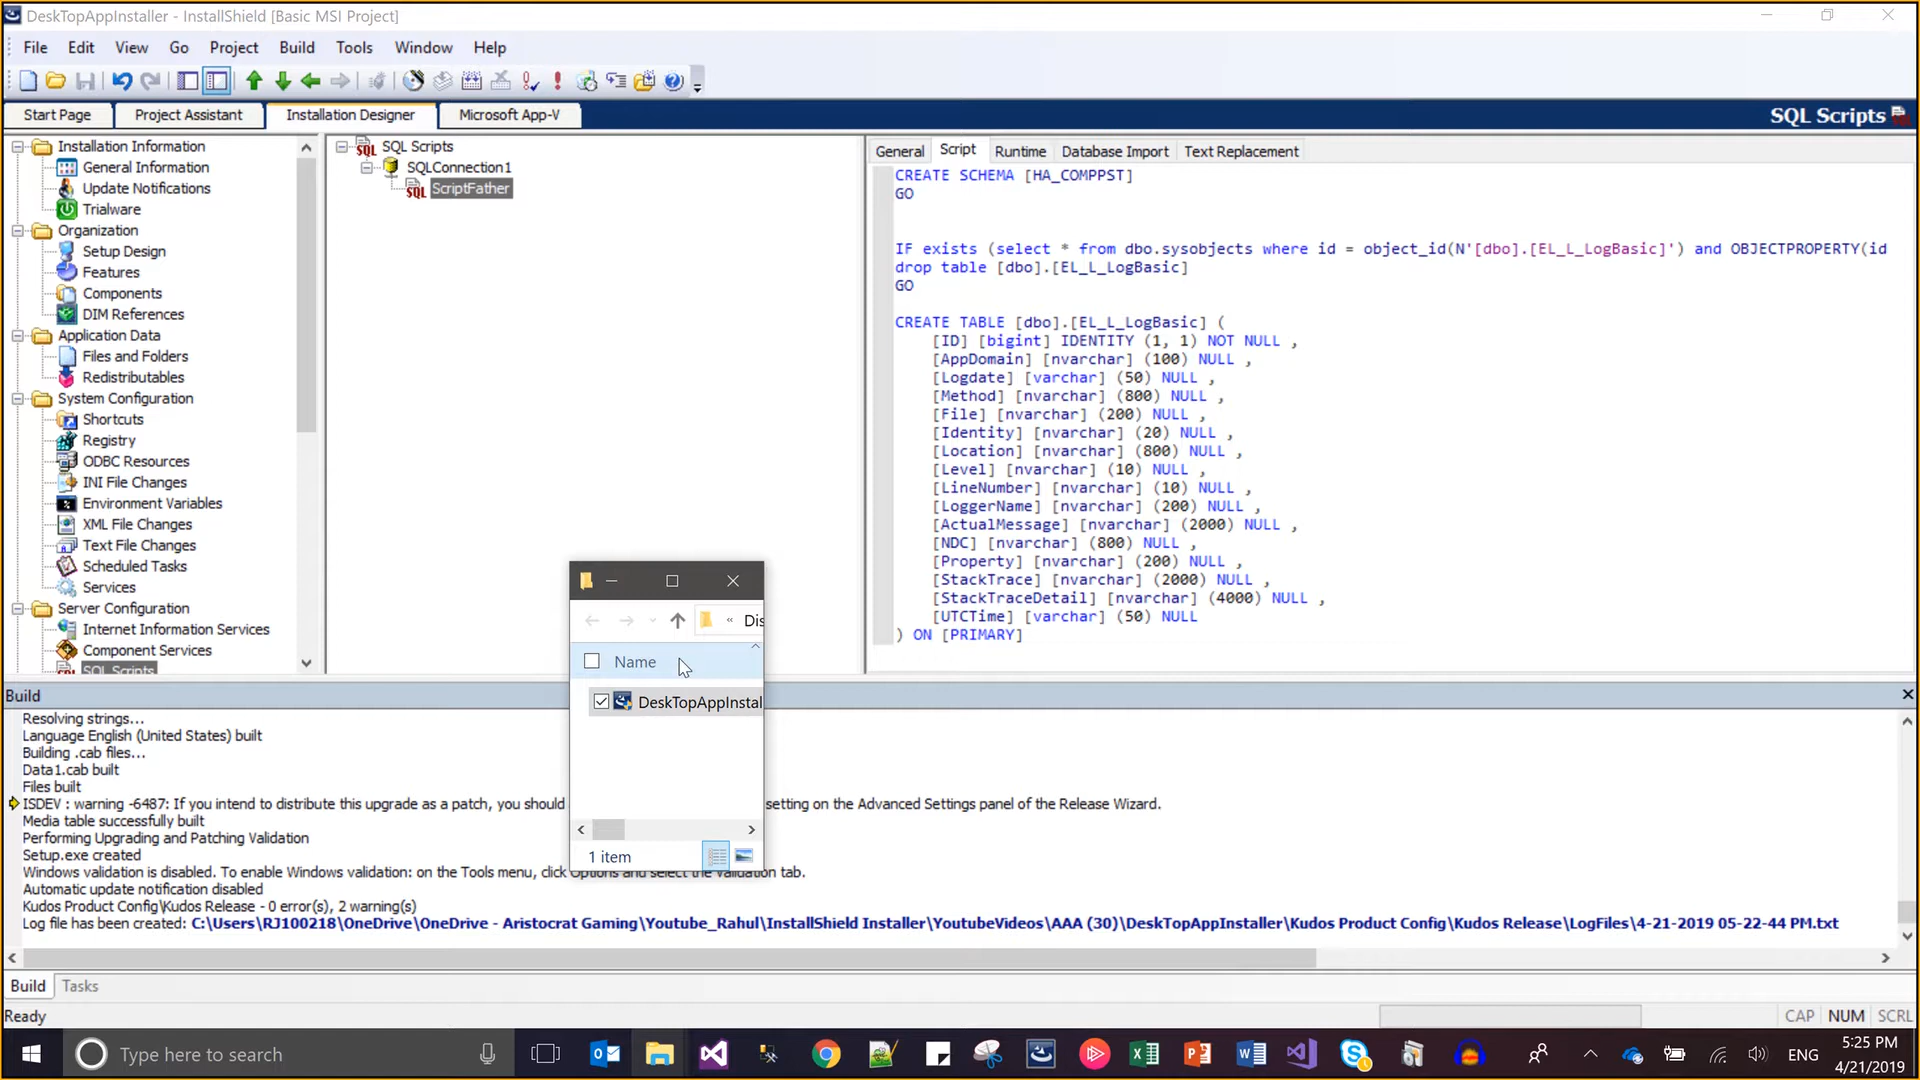 DeskTopAppInstaller - InstallShield [Basic MSI Project]
File Edit View Go Project Build Tools Window Help
Start Page Project Assistant Installation Designer Microsoft App-V SQL Scripts
Installation Information
General Information
Update Notifications
Trialware
Organization
Setup Design
Features
Components
DIM References
Application Data
Files and Folders
Redistributables
System Configuration
Shortcuts
Registry
ODBC Resources
INI File Changes
Environment Variables
XML File Changes
Text File Changes
Scheduled Tasks
Services
Server Configuration
Internet Information Services
Component Services
SQL Scripts
SQL Scripts
SQLConnection1
ScriptFather
General Script Runtime Database Import Text Replacement
CREATE SCHEMA [HA_COMPPST]
GO
IF exists (select * from dbo.sysobjects where id = object_id(N'[dbo].[EL_L_LogBasic]') and OBJECTPROPERTY(id
drop table [dbo].[EL_L_LogBasic]
GO
CREATE TABLE [dbo].[EL_L_LogBasic] (
[ID] [bigint] IDENTITY (1, 1) NOT NULL ,
[AppDomain] [nvarchar] (100) NULL ,
[Logdate] [varchar] (50) NULL ,
[Method] [nvarchar] (800) NULL ,
[File] [nvarchar] (200) NULL ,
[Identity] [nvarchar] (20) NULL ,
[Location] [nvarchar] (800) NULL ,
[Level] [nvarchar] (10) NULL ,
[LineNumber] [nvarchar] (10) NULL ,
[LoggerName] [nvarchar] (200) NULL ,
[ActualMessage] [nvarchar] (2000) NULL ,
[NDC] [nvarchar] (800) NULL ,
[Property] [nvarchar] (200) NULL ,
[StackTrace] [nvarchar] (2000) NULL ,
[StackTraceDetail] [nvarchar] (4000) NULL ,
[UTCTime] [varchar] (50) NULL
) ON [PRIMARY]
« Dis
Name
DeskTopAppInstal
1 item
Build
Resolving strings...
Language English (United States) built
Building .cab files...
Data1.cab built
Files built
ISDEV : warning -6487: If you intend to distribute this upgrade as a patch, you should setting on the Advanced Settings panel of the Release Wizard.
Media table successfully built
Performing Upgrading and Patching Validation
Setup.exe created
Windows validation is disabled. To enable Windows validation: on the Tools menu, click Options and select the Validation tab.
Automatic update notification disabled
Kudos Product Config\Kudos Release - 0 error(s), 2 warning(s)
Log file has been created: C:\Users\RJ100218\OneDrive\OneDrive - Aristocrat Gaming\Youtube_Rahul\InstallShield Installer\YoutubeVideos\AAA (30)\DeskTopAppInstaller\Kudos Product Config\Kudos Release\LogFiles\4-21-2019 05-22-44 PM.txt
Build Tasks
Ready CAP NUM SCRL
Type here to search
ENG
5:25 PM
4/21/2019